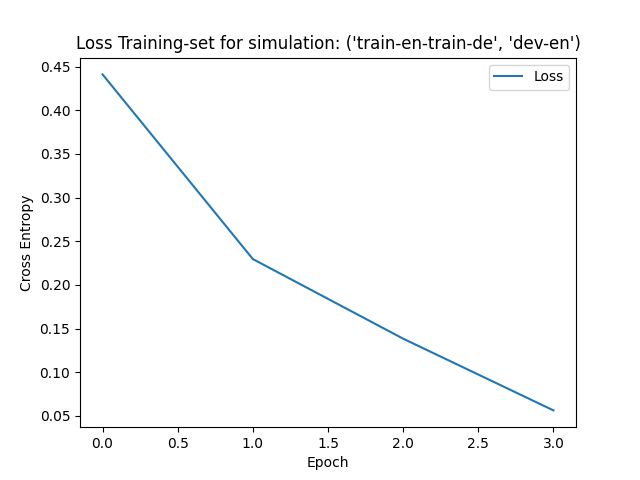 Loss Training-set for simulation: ('train-en-train-de', 'dev-en')
Loss
0.45
0.40
0.35
0.30
0.25
0.20
0.15
0.10
0.05
Cross Entropy
0.0 0.5 1.0 1.5 2.0 2.5 3.0
Epoch